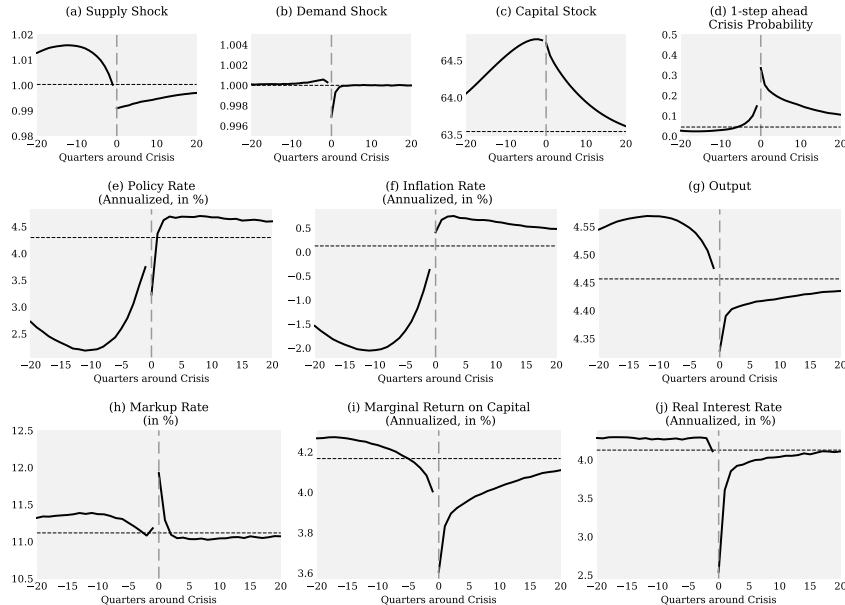 (a) Supply Shock
1.02
1.01
1.00
0.99
0.98
−20 −10 0 10 20
Quarters around Crisis
(b) Demand Shock
1.004
1.002
1.000
0.998
0.996
−20 −10 0 10 20
Quarters around Crisis
(c) Capital Stock
64.5
64.0
63.5
−20 −10 0 10 20
Quarters around Crisis
(d) 1-step ahead
Crisis Probability
0.5
0.4
0.3
0.2
0.1
0.0
−20 −10 0 10 20
Quarters around Crisis
(e) Policy Rate
(Annualized, in %)
4.5
4.0
3.5
3.0
2.5
−20 −15 −10 −5 0 5 10 15 20
Quarters around Crisis
(f) Inflation Rate
(Annualized, in %)
0.5
0.0
−0.5
−1.0
−1.5
−2.0
−20 −15 −10 −5 0 5 10 15 20
Quarters around Crisis
(g) Output
4.55
4.50
4.45
4.40
4.35
−20 −15 −10 −5 0 5 10 15 20
Quarters around Crisis
(h) Markup Rate
(in %)
12.5
12.0
11.5
11.0
10.5
−20 −15 −10 −5 0 5 10 15 20
Quarters around Crisis
(i) Marginal Return on Capital
(Annualized, in %)
4.2
4.0
3.8
3.6
−20 −15 −10 −5 0 5 10 15 20
Quarters around Crisis
(j) Real Interest Rate
(Annualized, in %)
4.0
3.5
3.0
2.5
−20 −15 −10 −5 0 5 10 15 20
Quarters around Crisis